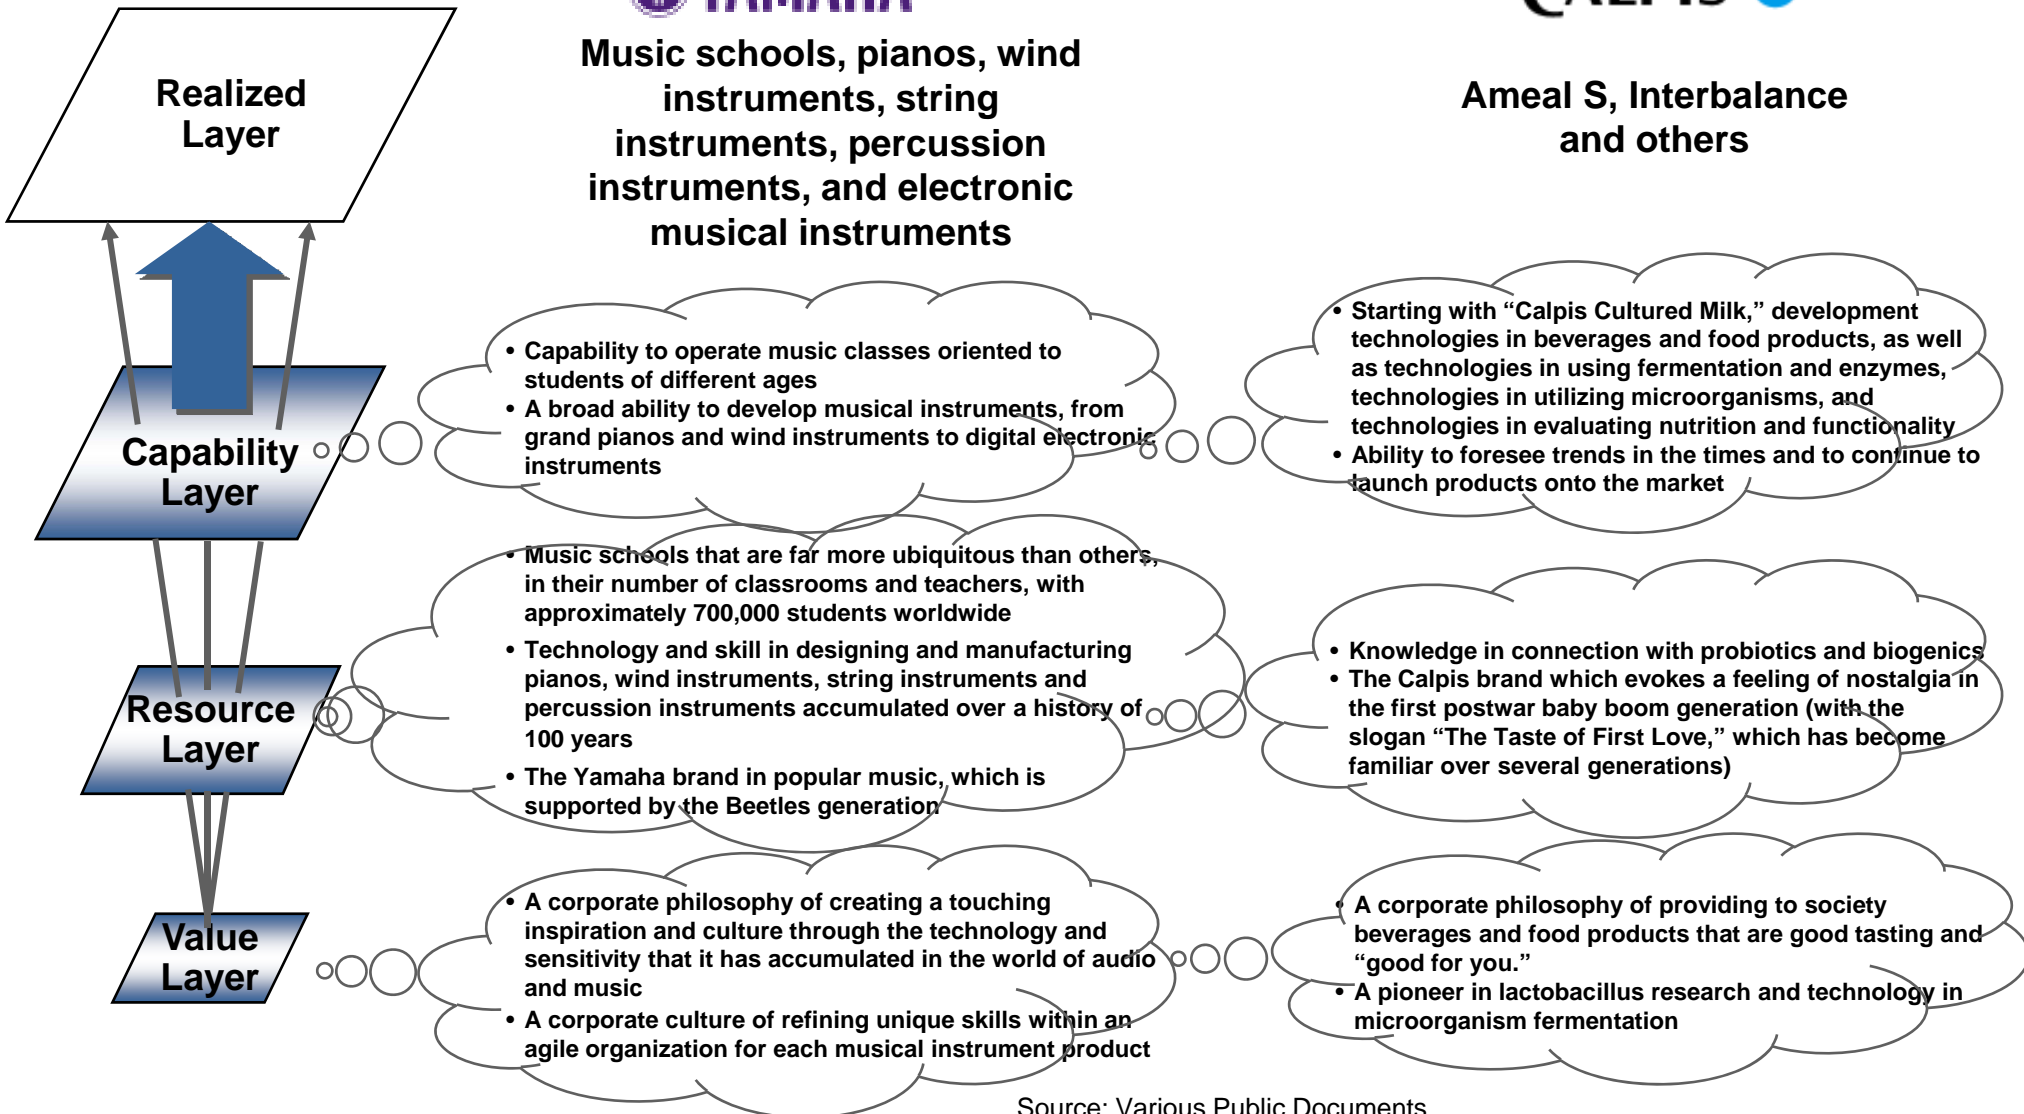 YAMAHA
CALPIS
Realized
Layer
Music schools, pianos, wind
instruments, string
instruments, percussion
instruments, and electronic
musical instruments
Ameal S, Interbalance
and others
Capability
Layer
• Capability to operate music classes oriented to
students of different ages
• A broad ability to develop musical instruments, from
grand pianos and wind instruments to digital electronic
instruments
• Starting with “Calpis Cultured Milk,” development
technologies in beverages and food products, as well
as technologies in using fermentation and enzymes,
technologies in utilizing microorganisms, and
technologies in evaluating nutrition and functionality
• Ability to foresee trends in the times and to continue to
launch products onto the market
Resource
Layer
• Music schools that are far more ubiquitous than others,
in their number of classrooms and teachers, with
approximately 700,000 students worldwide
• Technology and skill in designing and manufacturing
pianos, wind instruments, string instruments and
percussion instruments accumulated over a history of
100 years
• The Yamaha brand in popular music, which is
supported by the Beetles generation
• Knowledge in connection with probiotics and biogenics
• The Calpis brand which evokes a feeling of nostalgia in
the first postwar baby boom generation (with the
slogan “The Taste of First Love,” which has become
familiar over several generations)
Value
Layer
• A corporate philosophy of creating a touching
inspiration and culture through the technology and
sensitivity that it has accumulated in the world of audio
and music
• A corporate culture of refining unique skills within an
agile organization for each musical instrument product
• A corporate philosophy of providing to society
beverages and food products that are good tasting and
“good for you.”
• A pioneer in lactobacillus research and technology in
microorganism fermentation
Source: Various Public Documents